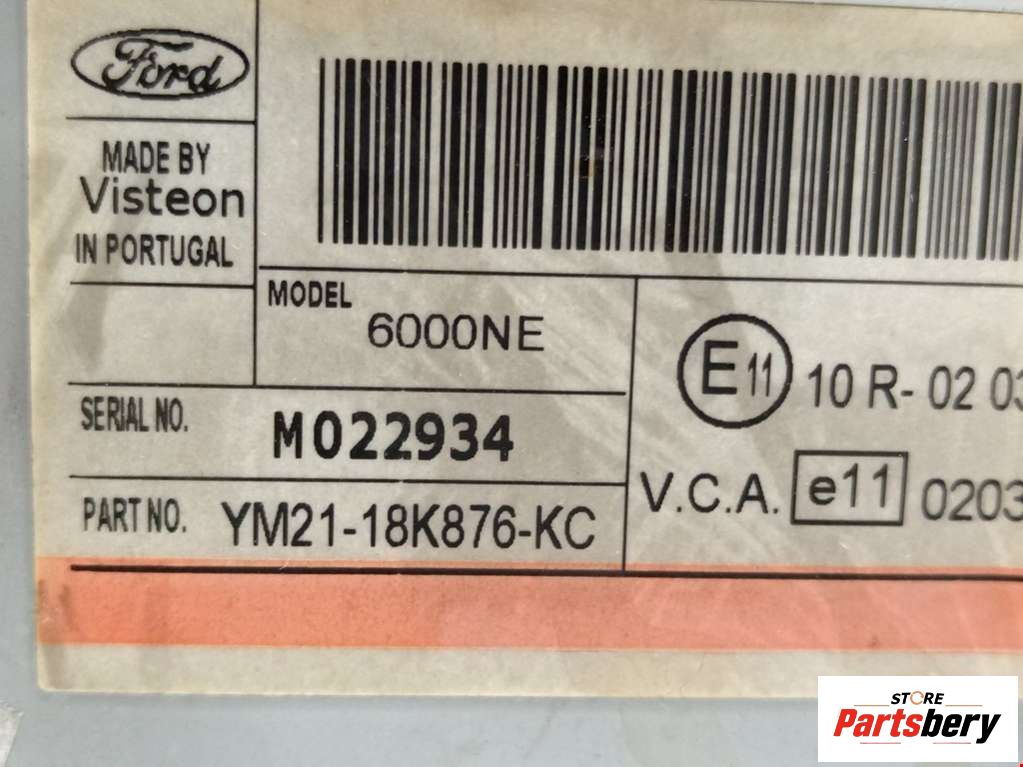 Ford
MADE BY
Visteon
IN PORTUGAL
MODEL
6000NE
SERIAL NO.
M022934
PART NO.
YM21-18K876-KC
E11 10 R- 02 03
V.C.A. e11 0203
STORE
Partsbery